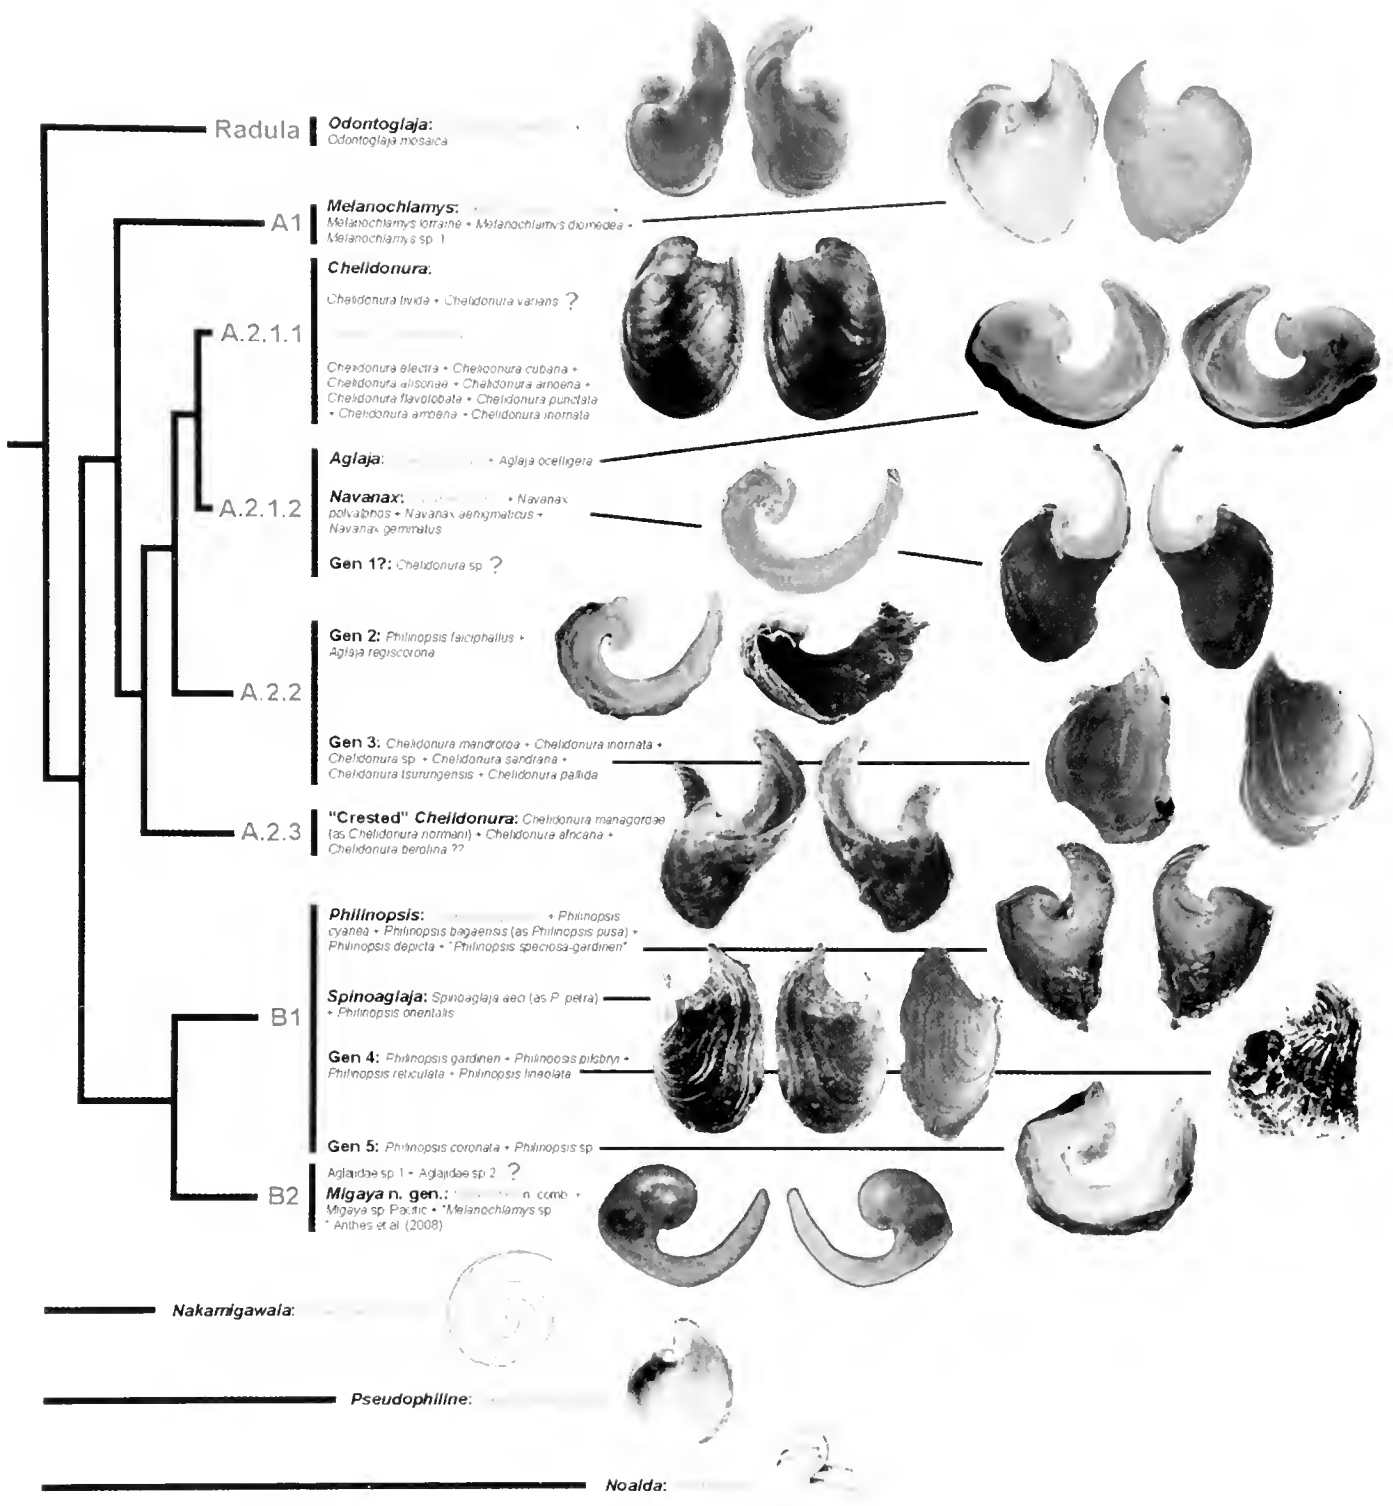 Radula
Odontoglaja:
Odontoglaja mosaica
A1
Melanochlamys:
Melanochlamys lorraine + Melanochlamys diomedea +
Melanochlamys sp 1
Chelidonura:
Chelidonura livida + Chelidonura varians ?
A.2.1.1
Chelidonura electra + Chelidonura cubana +
Chelidonura alisonae + Chelidonura amoena +
Chelidonura flavolobata + Chelidonura punctata
+ Chelidonura amoena + Chelidonura inornata
Aglaja: + Aglaja ocelligera
A.2.1.2
Navanax: + Navanax
polyalphos + Navanax aenigmaticus +
Navanax gemmatus
Gen 1?: Chelidonura sp ?
Gen 2: Philinopsis falciphallus +
Aglaja regiscorona
A.2.2
Gen 3: Chelidonura mandroroa + Chelidonura inornata +
Chelidonura sp + Chelidonura sandrana +
Chelidonura tsurungensis + Chelidonura pallida
A.2.3
"Crested" Chelidonura: Chelidonura
(as Chelidonura normani) + Chelidonura africana +
Chelidonura berolina ??
Philinopsis: + Philinopsis
cyanea + Philinopsis bagaensis (as Philinopsis pusa) +
Philinopsis depicta + "Philinopsis speciosa-gardineri"
B1
Spinoaglaja: Spinoaglaja aeci (as P. petra)
+ Philinopsis orientalis
Gen 4: Philinopsis gardineri + Philinopsis pilsbryi +
Philinopsis reticulata + Philinopsis lineolata
Gen 5: Philinopsis coronata + Philinopsis sp
Aglajidae sp 1 + Aglajidae sp 2 ?
B2
Migaya n. gen.: n. comb +
Migaya sp Pacific + *Melanochlamys sp
* Anthes et al (2008)
Nakamigawaia:
Pseudophiline:
Noalda: